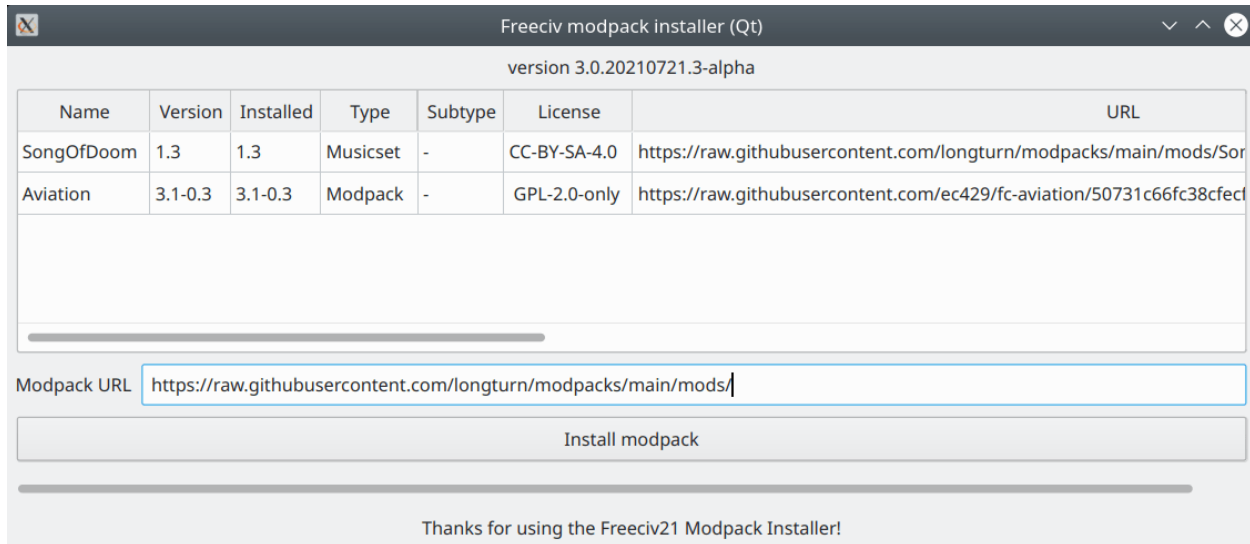 Freeciv modpack installer (Qt)
version 3.0.20210721.3-alpha
Name Version Installed Type Subtype License URL
SongOfDoom 1.3 1.3 Musicset - CC-BY-SA-4.0 https://raw.githubusercontent.com/longturn/modpacks/main/mods/Son
Aviation 3.1-0.3 3.1-0.3 Modpack - GPL-2.0-only https://raw.githubusercontent.com/ec429/fc-aviation/50731c66fc38cfecf
Modpack URL https://raw.githubusercontent.com/longturn/modpacks/main/mods/
Install modpack
Thanks for using the Freeciv21 Modpack Installer!